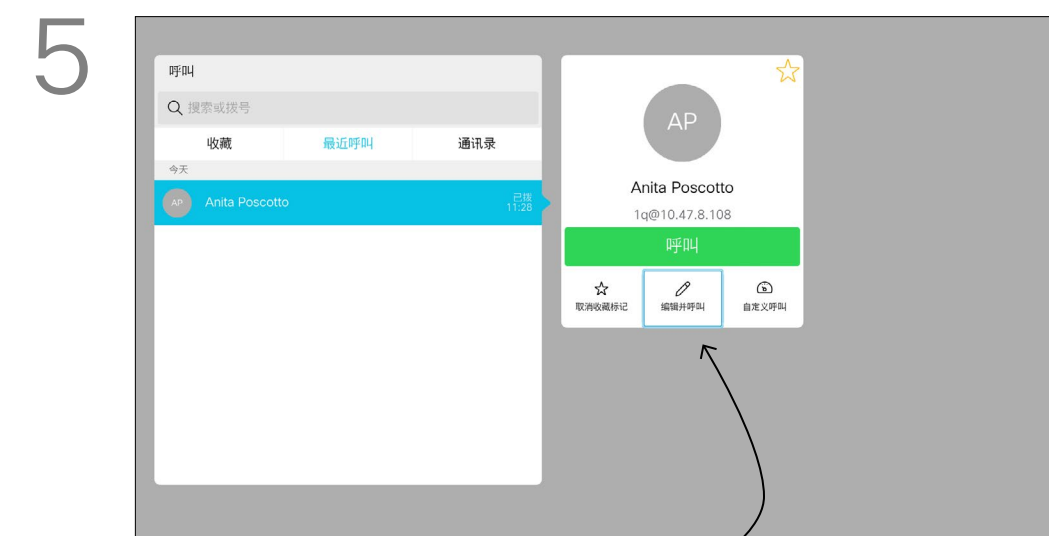 5
呼叫
搜索或拨号
收藏 最近呼叫 通讯录
今天
AP Anita Poscotto 已拨
11:28
AP
Anita Poscotto
1q@10.47.8.108
呼叫
取消收藏标记 编辑并呼叫 自定义呼叫